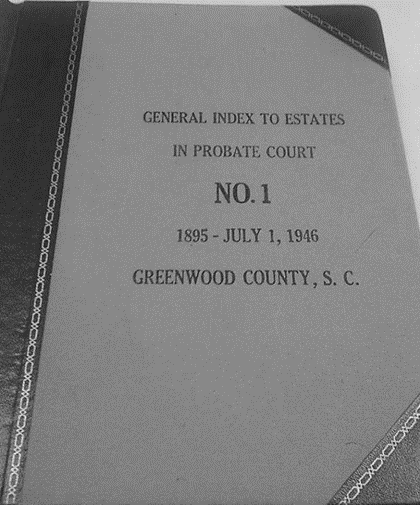 GENERAL INDEX TO ESTATES
IN PROBATE COURT
NO. 1
1895 - JULY 1, 1946
GREENWOOD COUNTY, S. C.